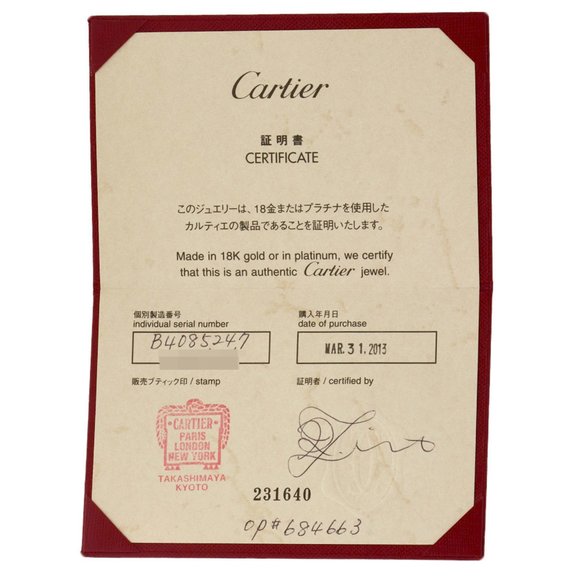 Cartier
証明書
CERTIFICATE
このジュエリーは、18金またはプラチナを使用した
カルティエの製品であることを証明いたします。
Made in 18K gold or in platinum, we certify
that this is an authentic Cartier jewel.
個別製造番号
individual serial number
B4085247
購入年月日
date of purchase
MAR.31.2013
販売ブティック印 / stamp
CARTIER
PARIS
LONDON
NEW YORK
TAKASHIMAYA
KYOTO
証明者 / certified by
231640
op#684663